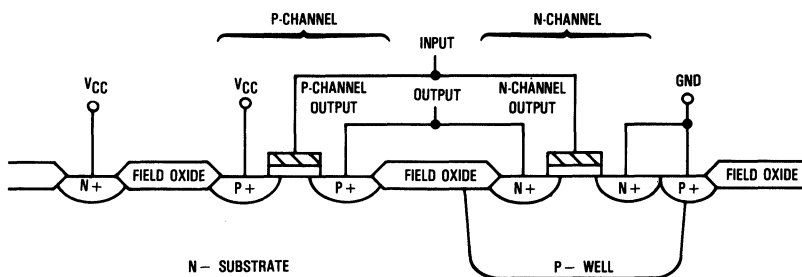 P-CHANNEL
N-CHANNEL
INPUT
VCC
VCC
P-CHANNEL
OUTPUT
OUTPUT
N-CHANNEL
OUTPUT
GND
N+
FIELD OXIDE
P+
P+
FIELD OXIDE
N+
N+
P+
FIELD OXIDE
N – SUBSTRATE
P – WELL